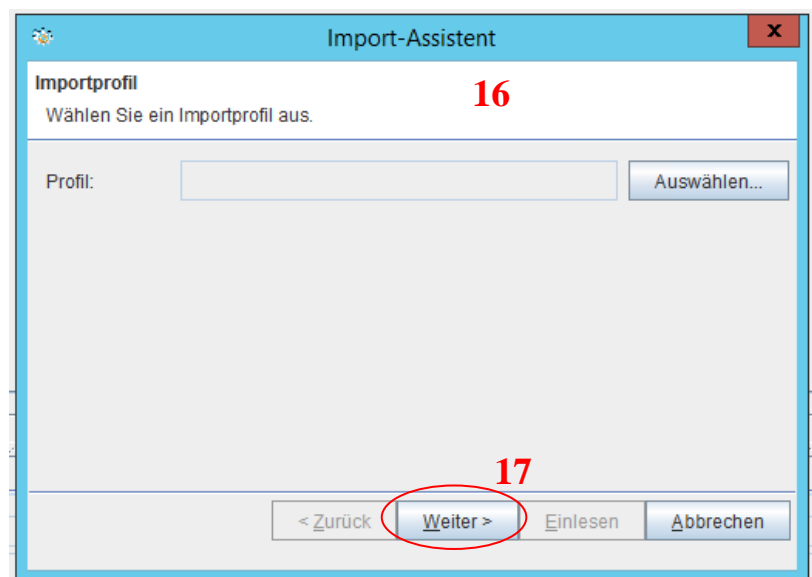 Import-Assistent
x
Importprofil
16
Wählen Sie ein Importprofil aus.
Profil:
Auswählen...
17
< Zurück
Weiter >
Einlesen
Abbrechen